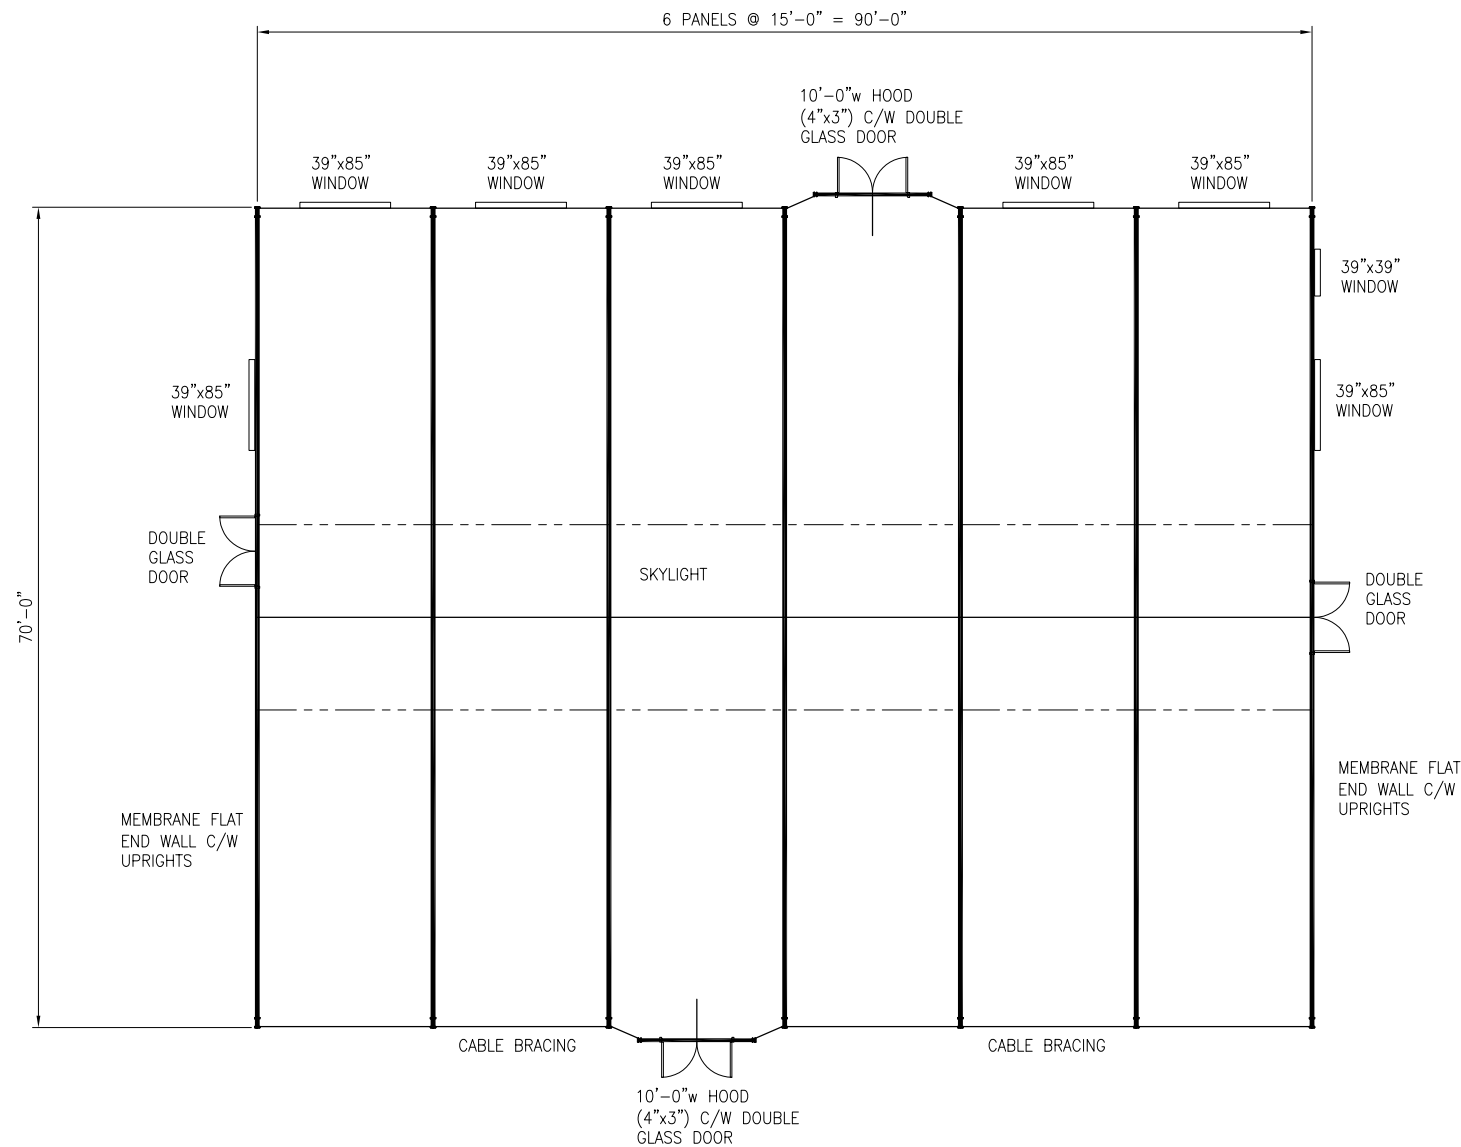 6 PANELS @ 15'-0" = 90'-0"
10'-0"w HOOD
(4"x3") C/W DOUBLE
GLASS DOOR
39"x85"
WINDOW
39"x85"
WINDOW
39"x85"
WINDOW
39"x85"
WINDOW
39"x85"
WINDOW
39"x39"
WINDOW
39"x85"
WINDOW
39"x85"
WINDOW
DOUBLE
GLASS
DOOR
SKYLIGHT
DOUBLE
GLASS
DOOR
70'-0"
MEMBRANE FLAT
END WALL C/W
UPRIGHTS
MEMBRANE FLAT
END WALL C/W
UPRIGHTS
CABLE BRACING
CABLE BRACING
10'-0"w HOOD
(4"x3") C/W DOUBLE
GLASS DOOR